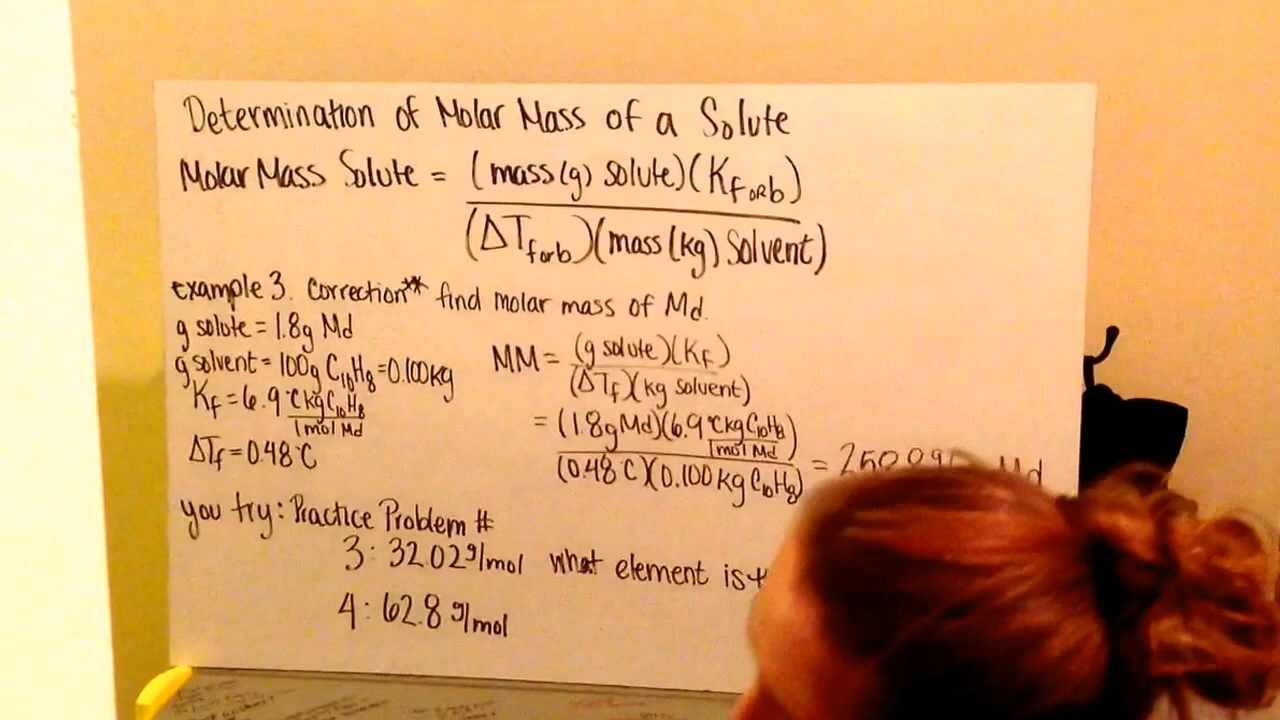 Determination of Molar Mass of a Solute
Molar Mass Solute = (mass(g) solute)(Kf or b)
(ΔTf or b)(mass(kg) Solvent)
example 3. Correction** find molar mass of Md.
g solute = 1.8g Md
g solvent = 100g C10H8 = 0.100kg
Kf = 6.9 °C kg C10H8
1 mol Md
ΔTf = 0.48°C
MM = (g solute)(Kf)
(ΔTf)(kg solvent)
= (1.8g Md)(6.9 °C kg C10H8)
1 mol Md
(0.48°C)(0.100 kg C10H8)
= Md
you try: Practice Problem #
3: 32.02 g/mol what element is
4: 62.8 g/mol